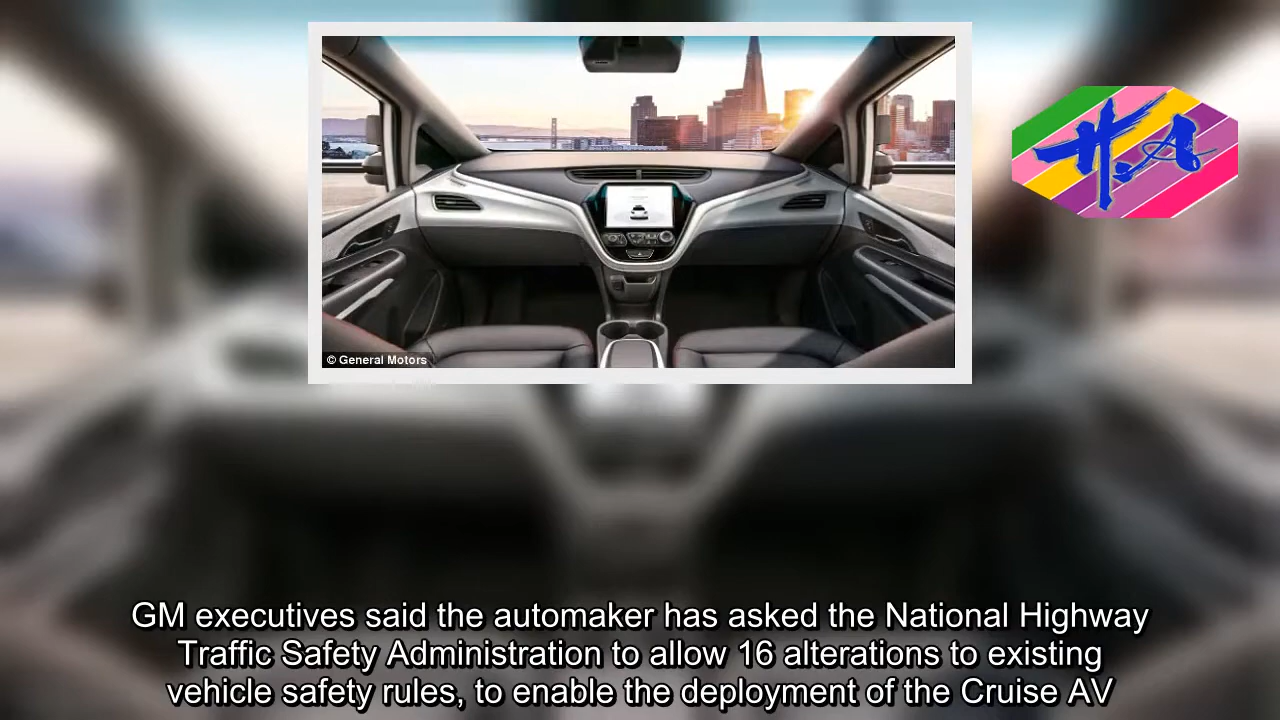 H.A
© General Motors
GM executives said the automaker has asked the National Highway
Traffic Safety Administration to allow 16 alterations to existing
vehicle safety rules, to enable the deployment of the Cruise AV